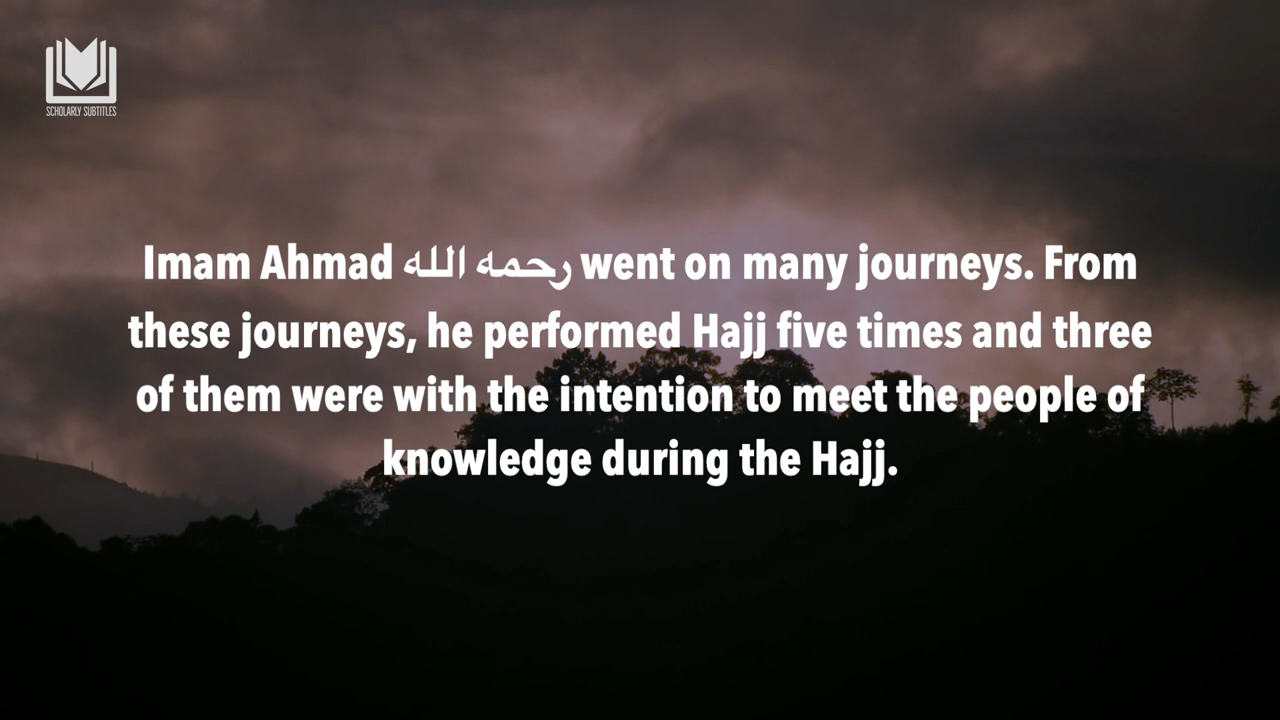 SCHOLARLY SUBTITLES
Imam Ahmad رحمه الله went on many journeys. From
these journeys, he performed Hajj five times and three
of them were with the intention to meet the people of
knowledge during the Hajj.